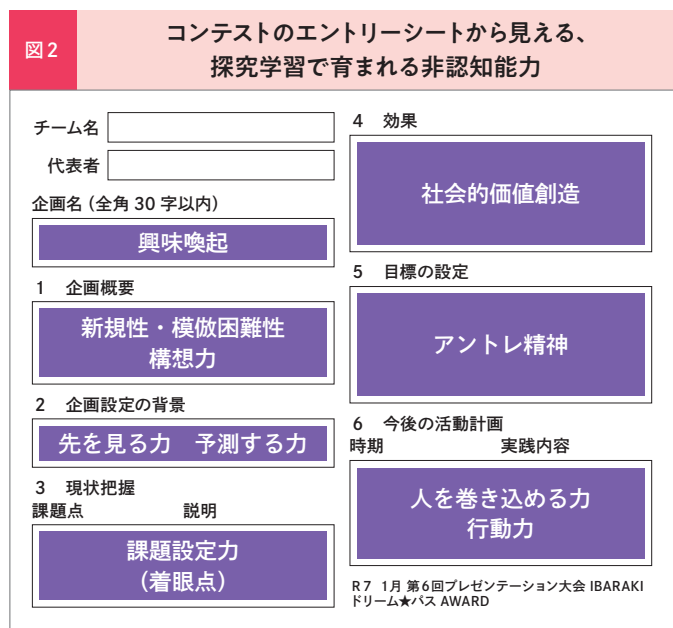 図2
コンテストのエントリーシートから見える、
探究学習で育まれる非認知能力
チーム名
代表者
企画名（全角30字以内）
興味喚起
1 企画概要
新規性・模倣困難性
構想力
2 企画設定の背景
先を見る力 予測する力
3 現状把握
課題点 説明
課題設定力
（着眼点）
4 効果
社会的価値創造
5 目標の設定
アントレ精神
6 今後の活動計画
時期 実践内容
人を巻き込める力
行動力
R7 1月 第6回プレゼンテーション大会 IBARAKI
ドリーム★パス AWARD